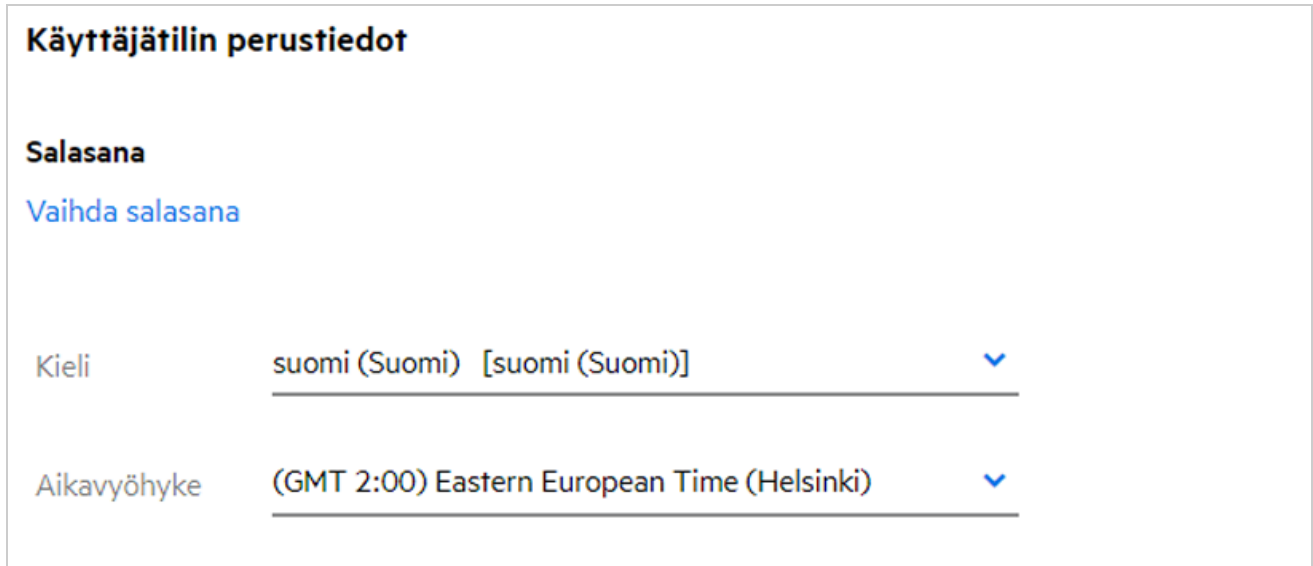 Käyttäjätilin perustiedot
Salasana
Vaihda salasana
Kieli suomi (Suomi) [suomi (Suomi)]
Aikavyöhyke (GMT 2:00) Eastern European Time (Helsinki)